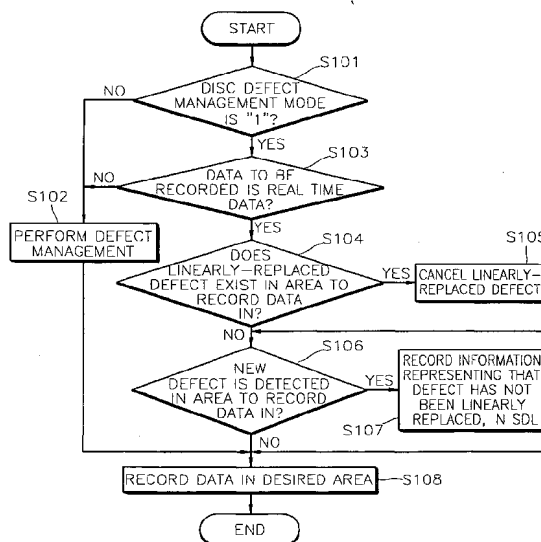 START
S101
DISC DEFECT
MANAGEMENT MODE
IS "1"?
NO
YES
S103
DATA TO BE
RECORDED IS REAL TIME
DATA?
NO
YES
S102
PERFORM DEFECT
MANAGEMENT
S104
DOES
LINEARLY-REPLACED
DEFECT EXIST IN AREA TO
RECORD DATA
IN?
YES
NO
S105
CANCEL LINEARLY-
REPLACED DEFECT
S106
NEW
DEFECT IS DETECTED
IN AREA TO RECORD
DATA IN?
YES
NO
RECORD INFORMATION
REPRESENTING THAT
DEFECT HAS NOT
BEEN LINEARLY
REPLACED, N SDL
S107
RECORD DATA IN DESIRED AREA
S108
END